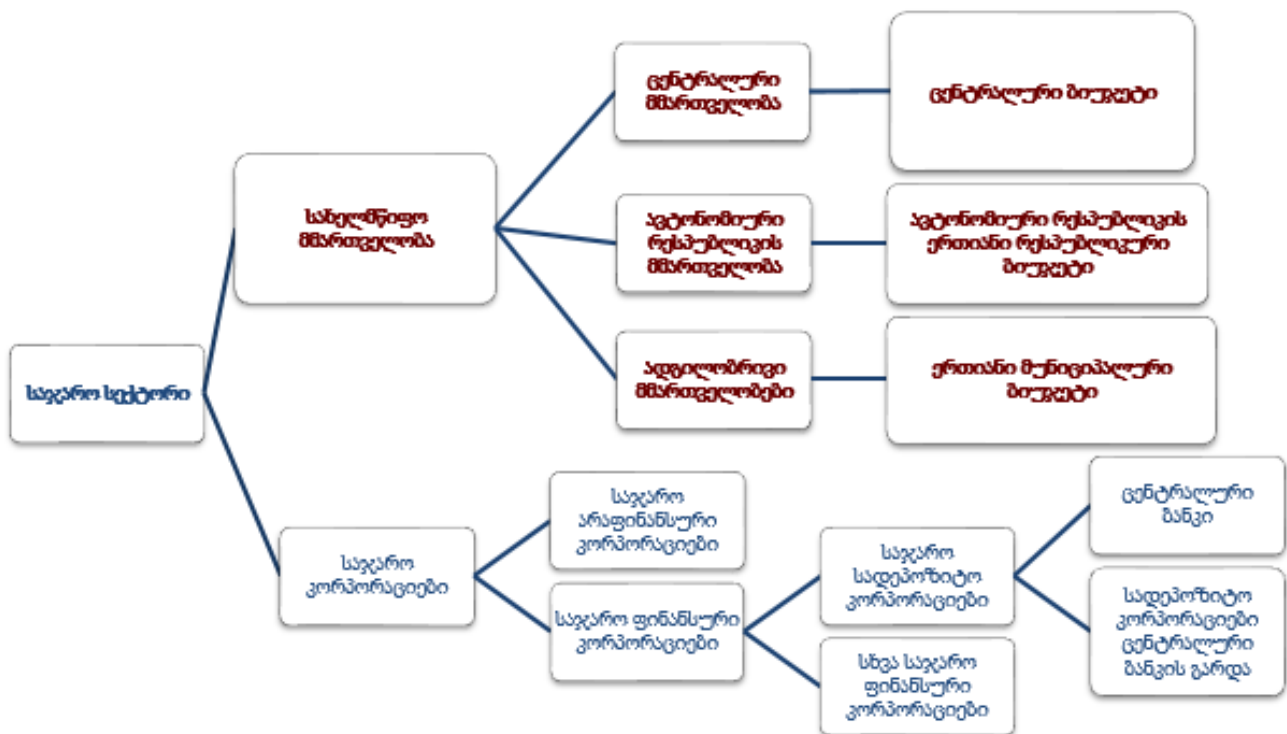 საჯარო სექტორი
სახელმწიფო
მმართველობა
ცენტრალური
მმართველობა
ცენტრალური ბიუჯეტი
ავტონომიური
რესპუბლიკის
მმართველობა
ავტონომიური რესპუბლიკის
ერთიანი რესპუბლიკური
ბიუჯეტი
ადგილობრივი
მმართველობები
ერთიანი მუნიციპალური
ბიუჯეტი
საჯარო
კორპორაციები
საჯარო
არაფინანსური
კორპორაციები
საჯარო ფინანსური
კორპორაციები
საჯარო
სადეპოზიტო
კორპორაციები
ცენტრალური
ბანკი
სადეპოზიტო
კორპორაციები
ცენტრალური
ბანკის გარდა
სხვა საჯარო
ფინანსური
კორპორაციები